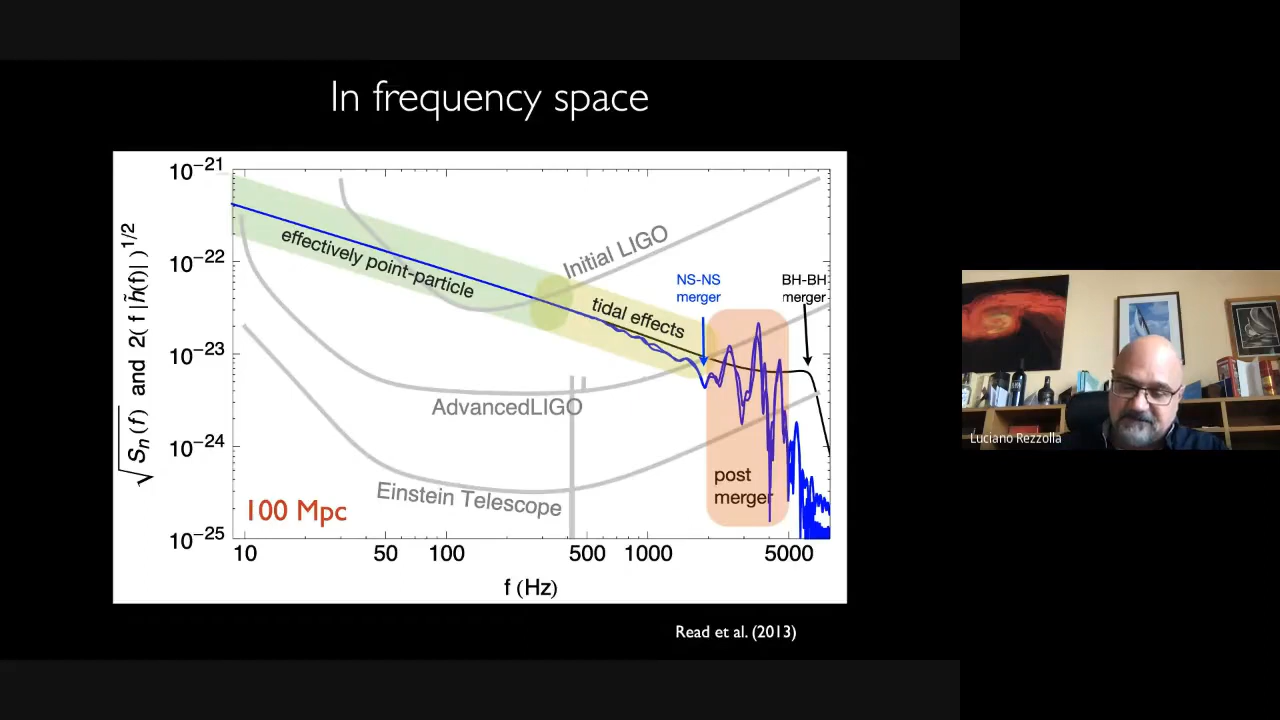 In frequency space
10−21
10−22
10−23
10−24
10−25
√Sn(f) and 2( f |h̃(f)| )1/2
effectively point-particle
Initial LIGO
tidal effects
NS-NS
merger
BH-BH
merger
AdvancedLIGO
Einstein Telescope
post
merger
100 Mpc
10 50 100 500 1000 5000
f (Hz)
Read et al. (2013)
Luciano Rezzolla